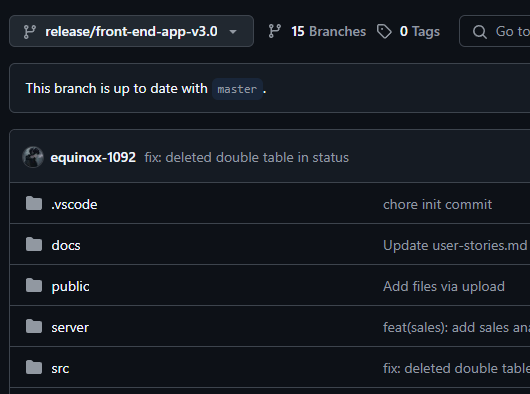 release/front-end-app-v3.0 15 Branches 0 Tags Go to
This branch is up to date with master .
equinox-1092 fix: deleted double table in status
.vscode chore init commit
docs Update user-stories.md
public Add files via upload
server feat(sales): add sales ana
src fix: deleted double table